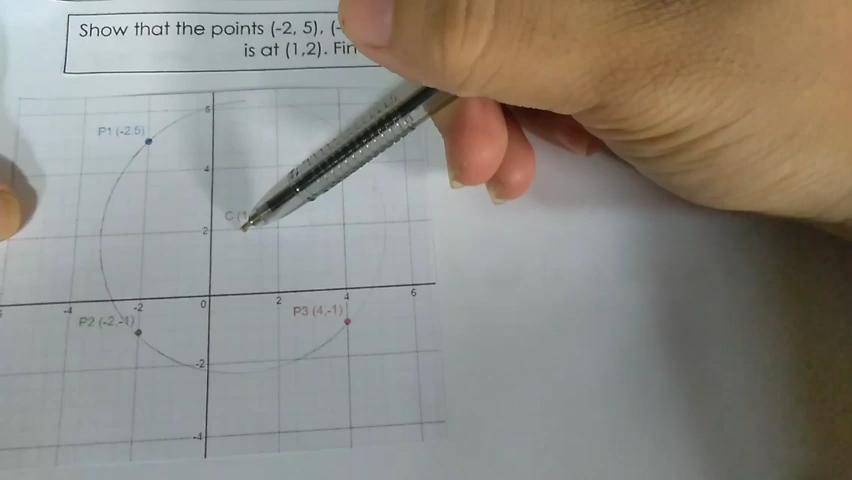 Show that the points (-2, 5), (-
is at (1,2). Fin
6
P1 (-2,5)
4
C (1
2
-4
-2
0
2
4
6
P2 (-2,-1)
P3 (4,-1)
-2
-4